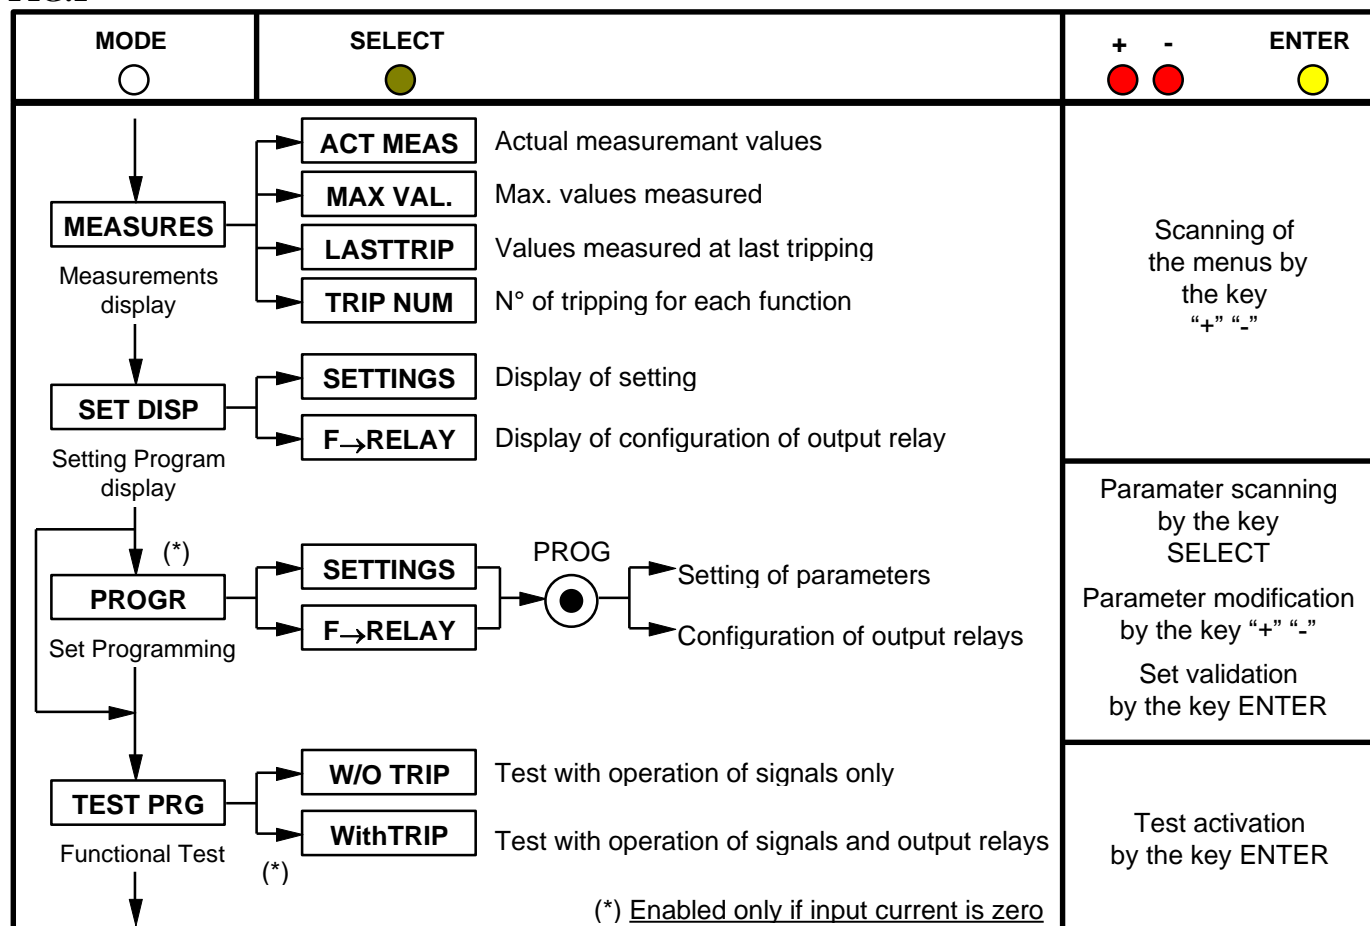 MODE
SELECT
+ -
ENTER
ACT MEAS
Actual measuremant values
MAX VAL.
Max. values measured
MEASURES
LASTTRIP
Values measured at last tripping
Measurements
display
TRIP NUM
N° of tripping for each function
Scanning of
the menus by
the key
“+” “-”
SETTINGS
Display of setting
SET DISP
F→RELAY
Display of configuration of output relay
Setting Program
display
(*)
SETTINGS
PROG
Setting of parameters
PROGR
F→RELAY
Configuration of output relays
Set Programming
Paramater scanning
by the key
SELECT
Parameter modification
by the key “+” “-”
Set validation
by the key ENTER
W/O TRIP
Test with operation of signals only
TEST PRG
WithTRIP
Test with operation of signals and output relays
Functional Test
(*)
Test activation
by the key ENTER
(*) Enabled only if input current is zero